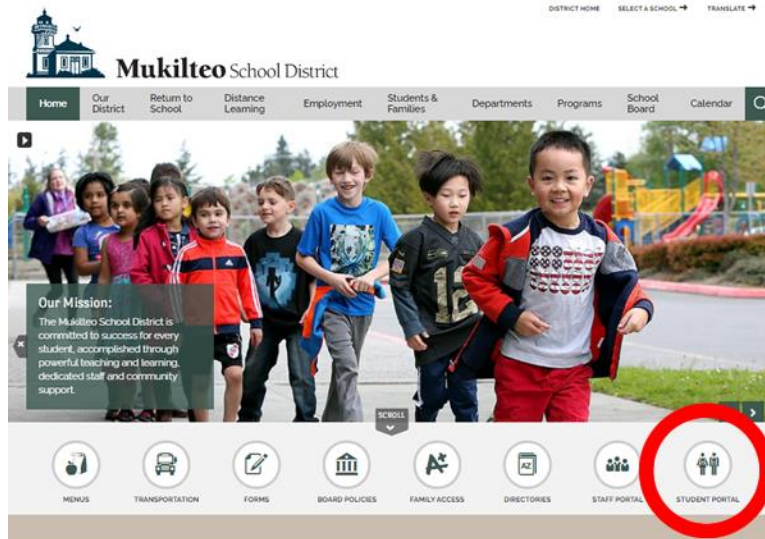 DISTRICT HOME
SELECT A SCHOOL
TRANSLATE
Mukilteo School District
Home
Our
District
Return to
School
Distance
Learning
Employment
Students &
Families
Departments
Programs
School
Board
Calendar
12
Our Mission:
The Mukilteo School District is
committed to success for every
student, accomplished through
powerful teaching and learning,
dedicated staff and community
support.
SCROLL
A+
AZ
MENUS
TRANSPORTATION
FORMS
BOARD POLICIES
FAMILY ACCESS
DIRECTORIES
STAFF PORTAL
STUDENT PORTAL